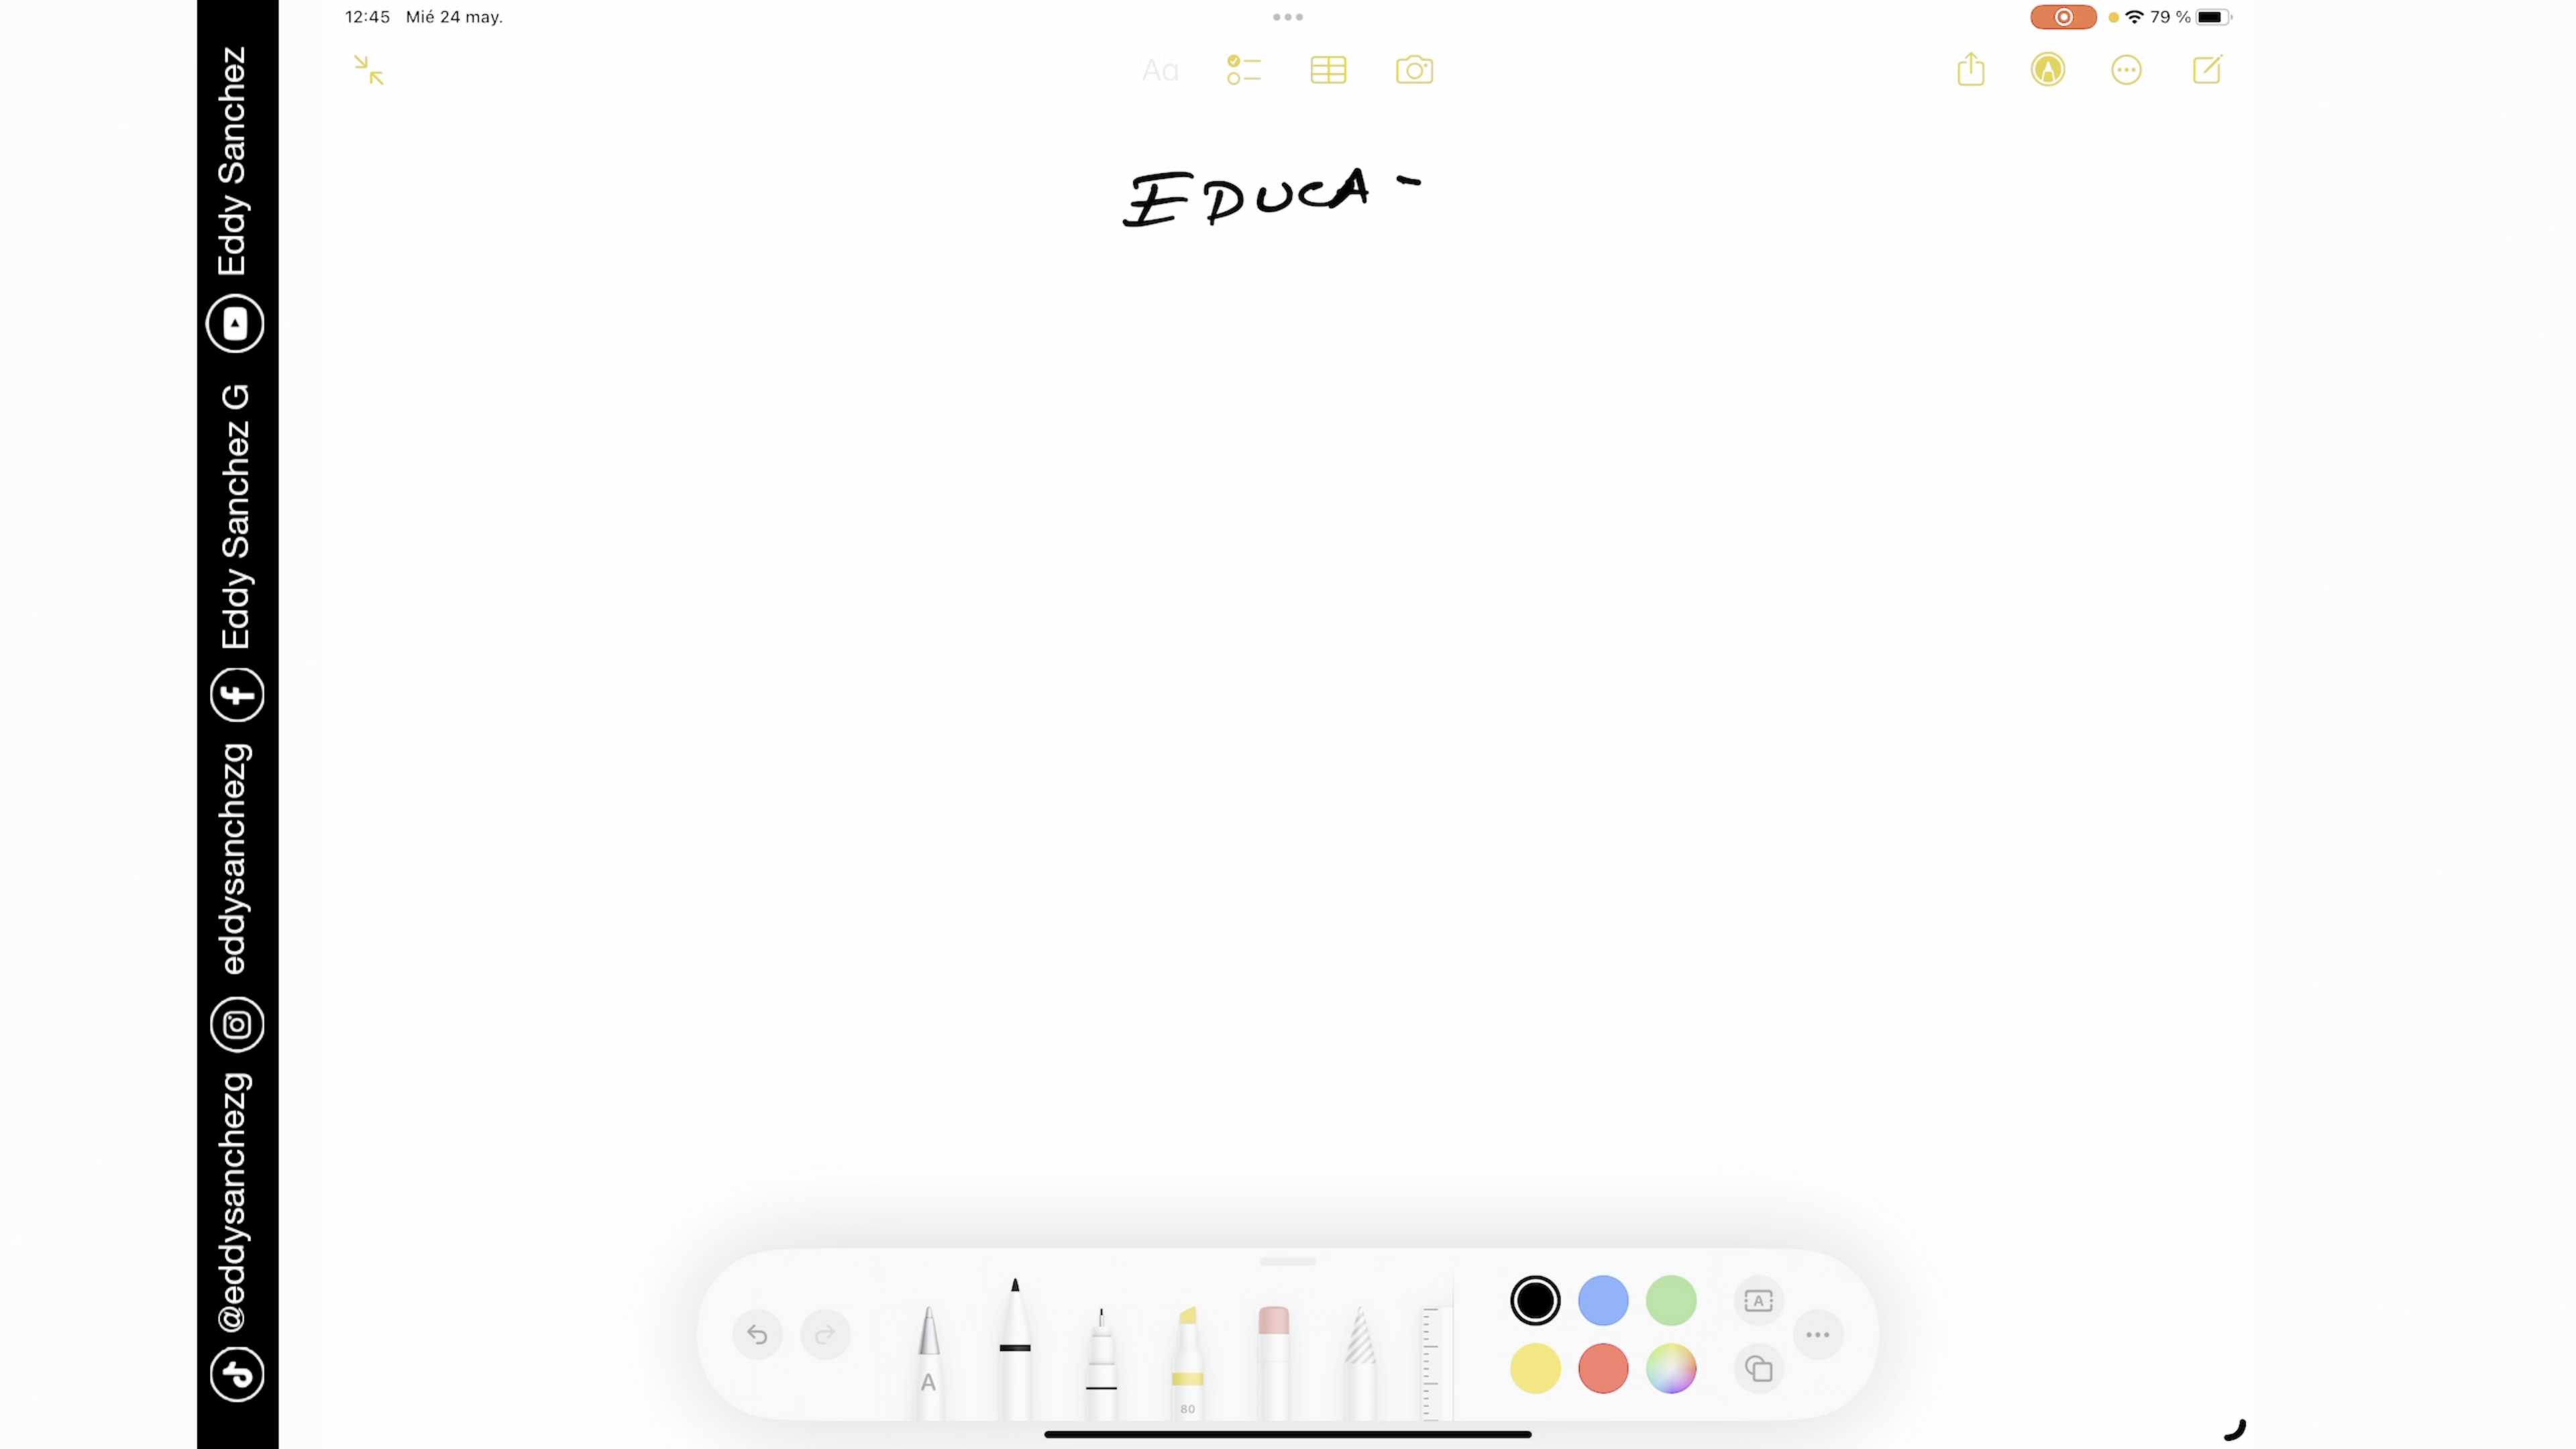 12:45 Mié 24 may.
79 %
Aa
EDUCA -
Eddy Sanchez
Eddy Sanchez G
eddysanchezg
@eddysanchezg
A
80
A